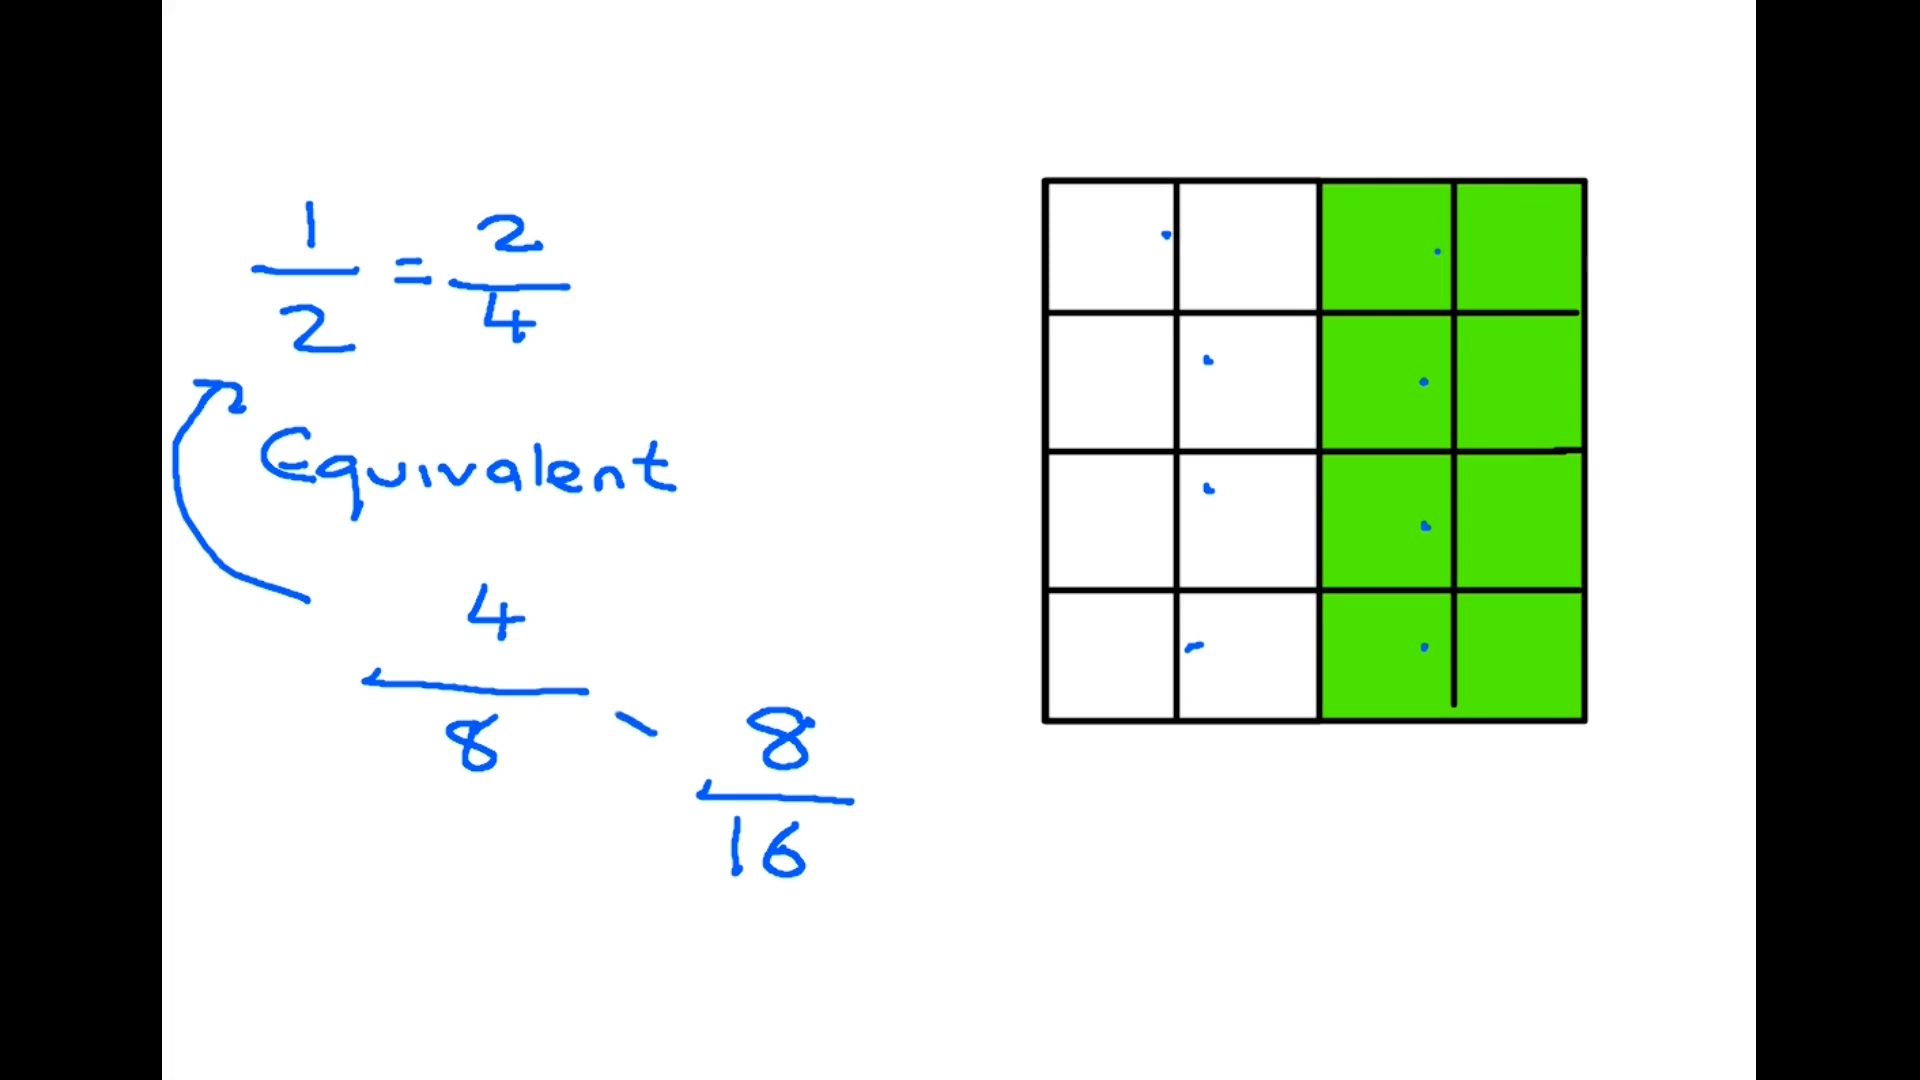 1/2 = 2/4
Equivalent
4/8 - 8/16